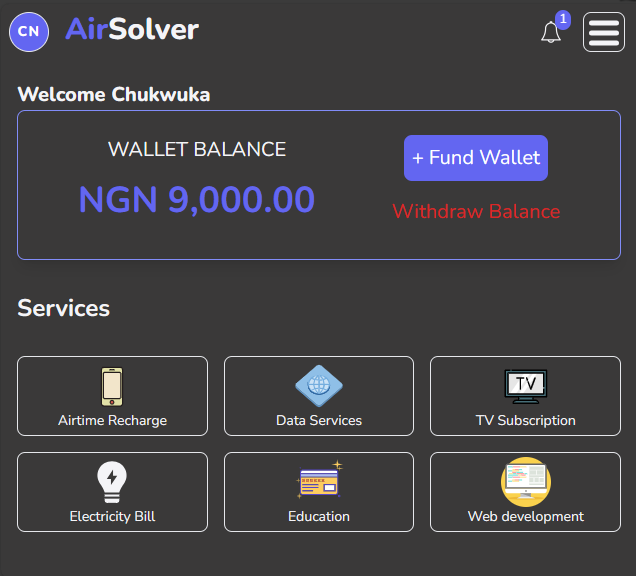 CN AirSolver 1
Welcome Chukwuka
WALLET BALANCE
+ Fund Wallet
NGN 9,000.00
Withdraw Balance
Services
Airtime Recharge
Data Services
TV
TV Subscription
Electricity Bill
Education
Web development